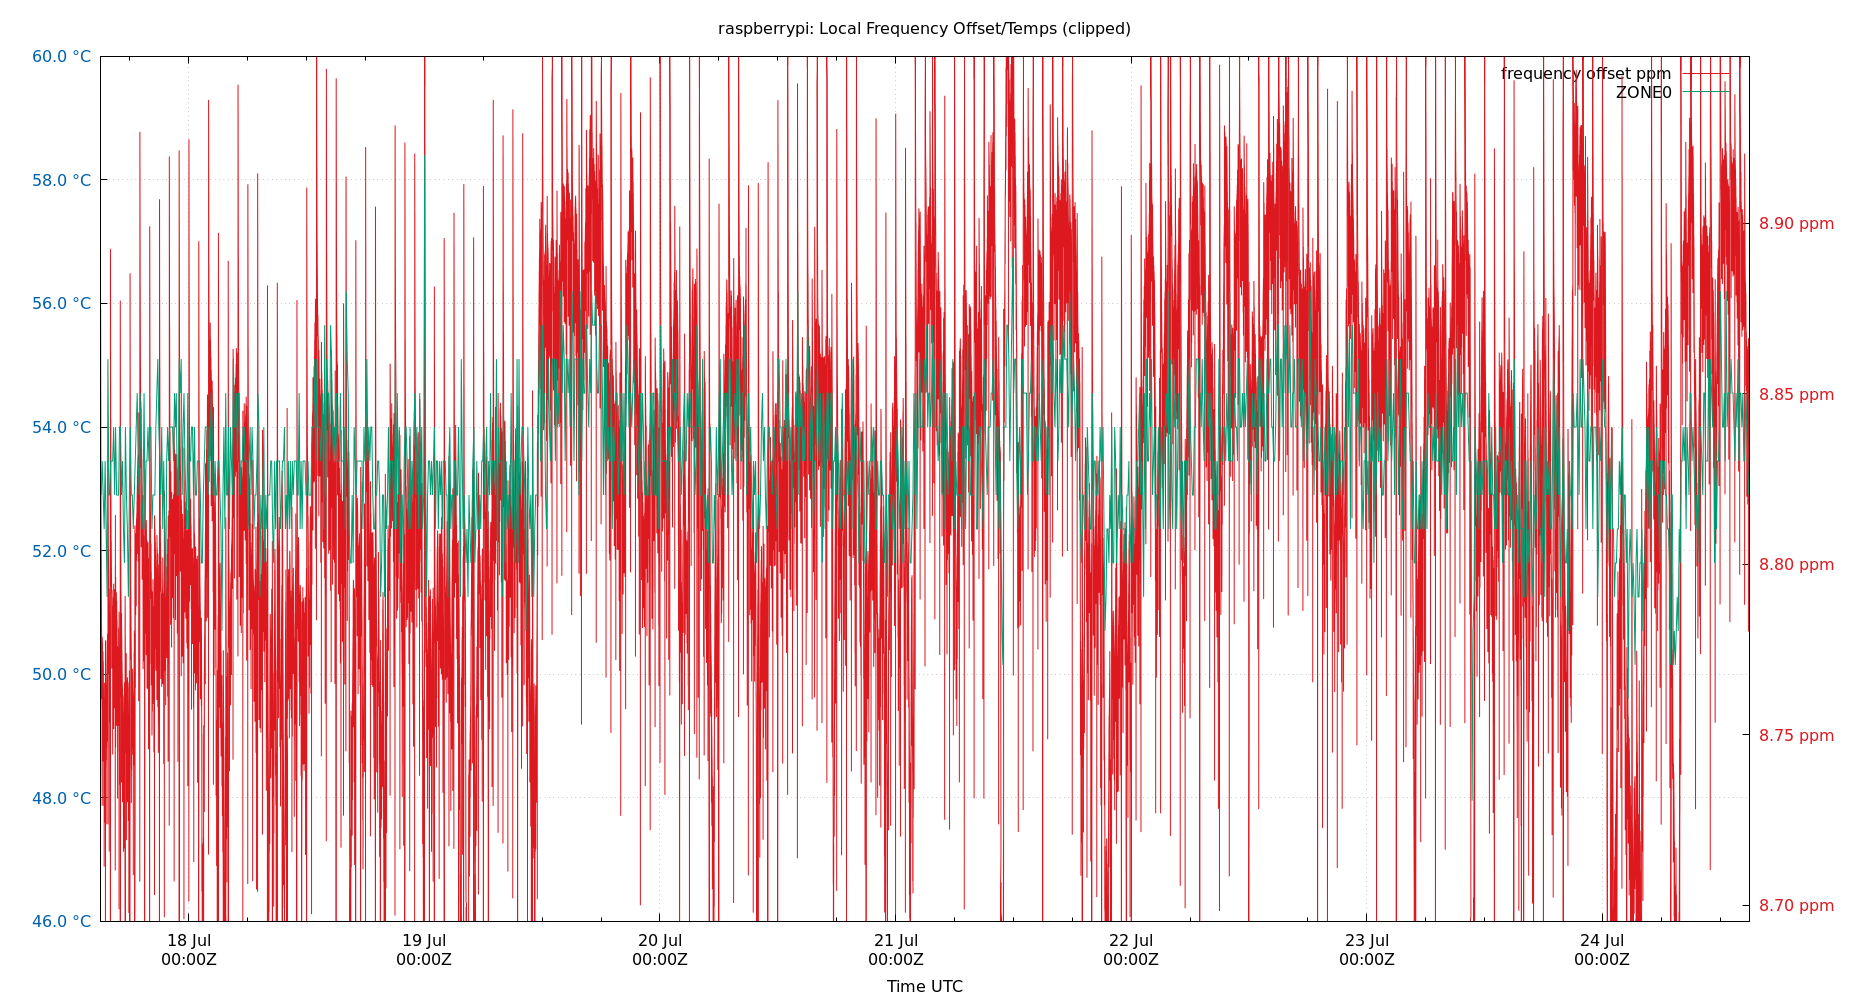 raspberrypi: Local Frequency Offset/Temps (clipped)
60.0 °C
58.0 °C
56.0 °C
54.0 °C
52.0 °C
50.0 °C
48.0 °C
46.0 °C
frequency offset ppm
ZONE0
8.90 ppm
8.85 ppm
8.80 ppm
8.75 ppm
8.70 ppm
18 Jul
00:00Z
19 Jul
00:00Z
20 Jul
00:00Z
21 Jul
00:00Z
22 Jul
00:00Z
23 Jul
00:00Z
24 Jul
00:00Z
Time UTC